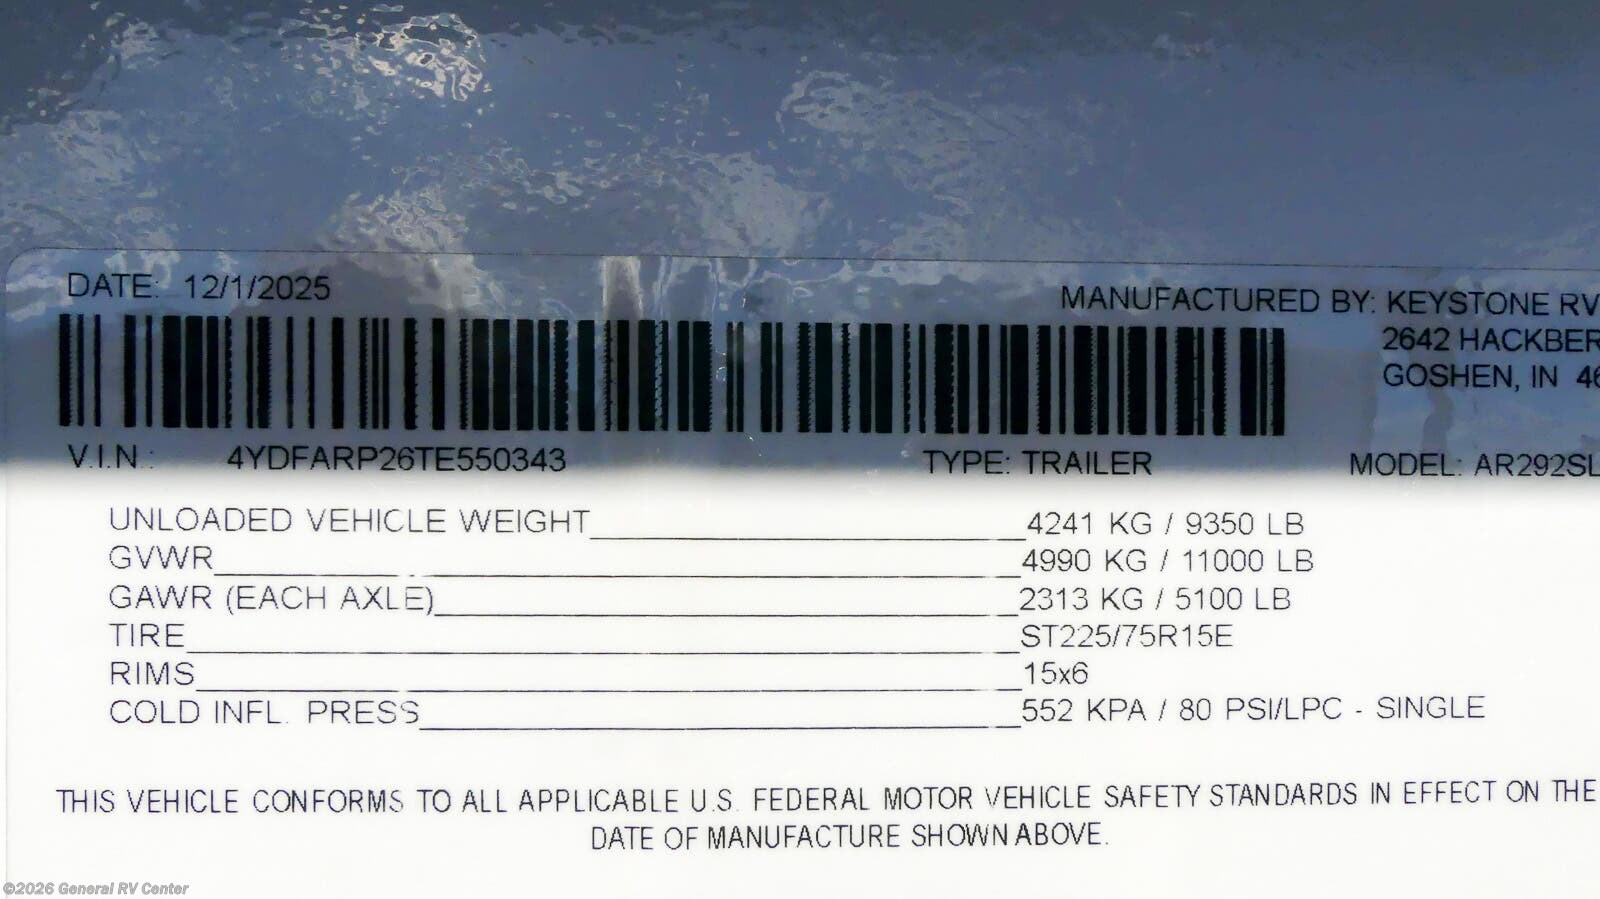 DATE: 12/1/2025
MANUFACTURED BY: KEYSTONE RV
2642 HACKBER
GOSHEN, IN 46
V.I.N.: 4YDFARP26TE550343
TYPE: TRAILER
MODEL: AR292SL
UNLOADED VEHICLE WEIGHT 4241 KG / 9350 LB
GVWR 4990 KG / 11000 LB
GAWR (EACH AXLE) 2313 KG / 5100 LB
TIRE ST225/75R15E
RIMS 15x6
COLD INFL. PRESS 552 KPA / 80 PSI/LPC - SINGLE
THIS VEHICLE CONFORMS TO ALL APPLICABLE U.S. FEDERAL MOTOR VEHICLE SAFETY STANDARDS IN EFFECT ON THE
DATE OF MANUFACTURE SHOWN ABOVE.
©2026 General RV Center